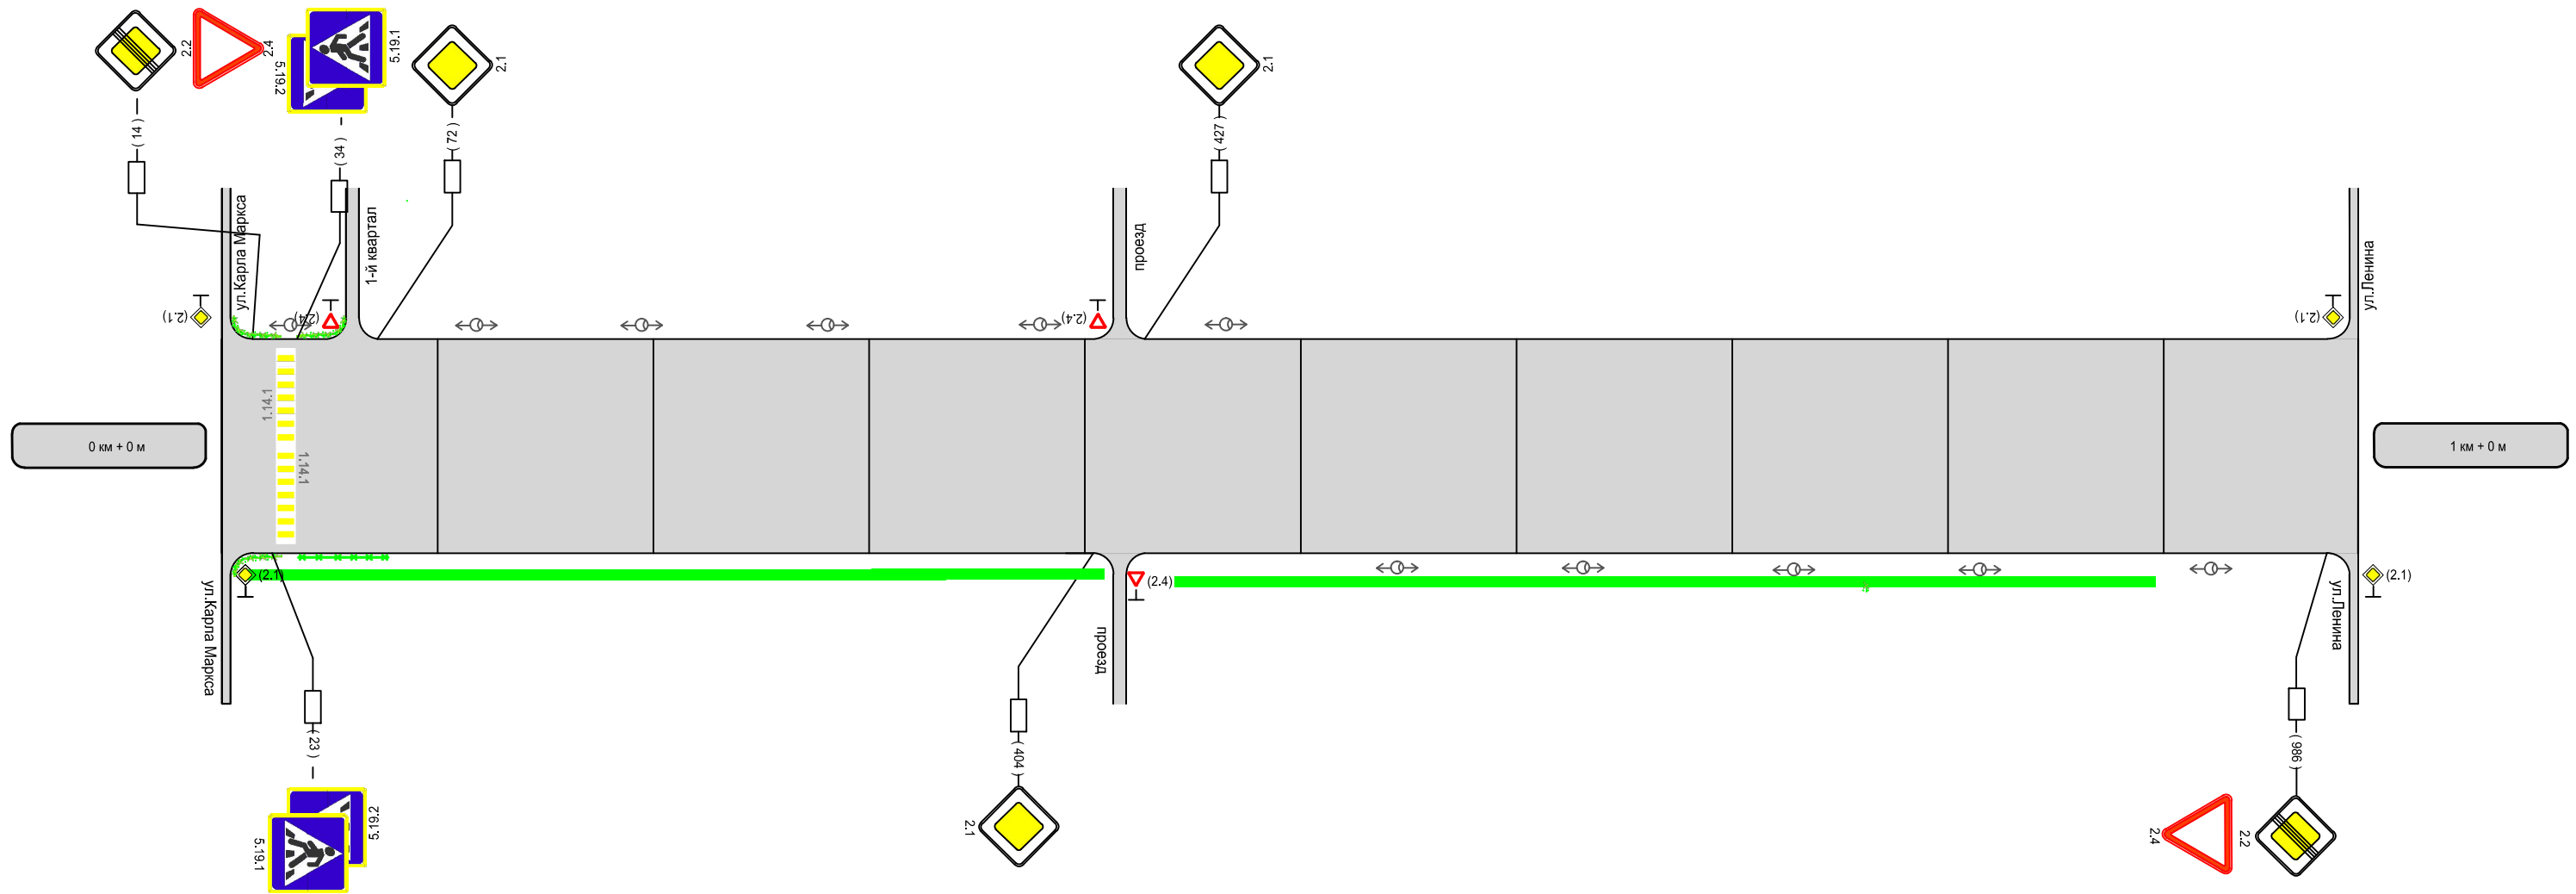 2.2
2.4
5.19.2
5.19.1
2.1
2.1
( 14 )
( 34 )
( 72 )
( 427 )
ул.Карла Маркса
1-й квартал
проезд
ул.Ленина
(2.1)
(2.4)
(2.4)
(2.1)
1.14.1
1.14.1
0 км + 0 м
1 км + 0 м
(2.1)
(2.4)
(2.1)
ул.Карла Маркса
проезд
ул.Ленина
( 23 )
( 404 )
( 986 )
5.19.2
5.19.1
2.1
2.4
2.2